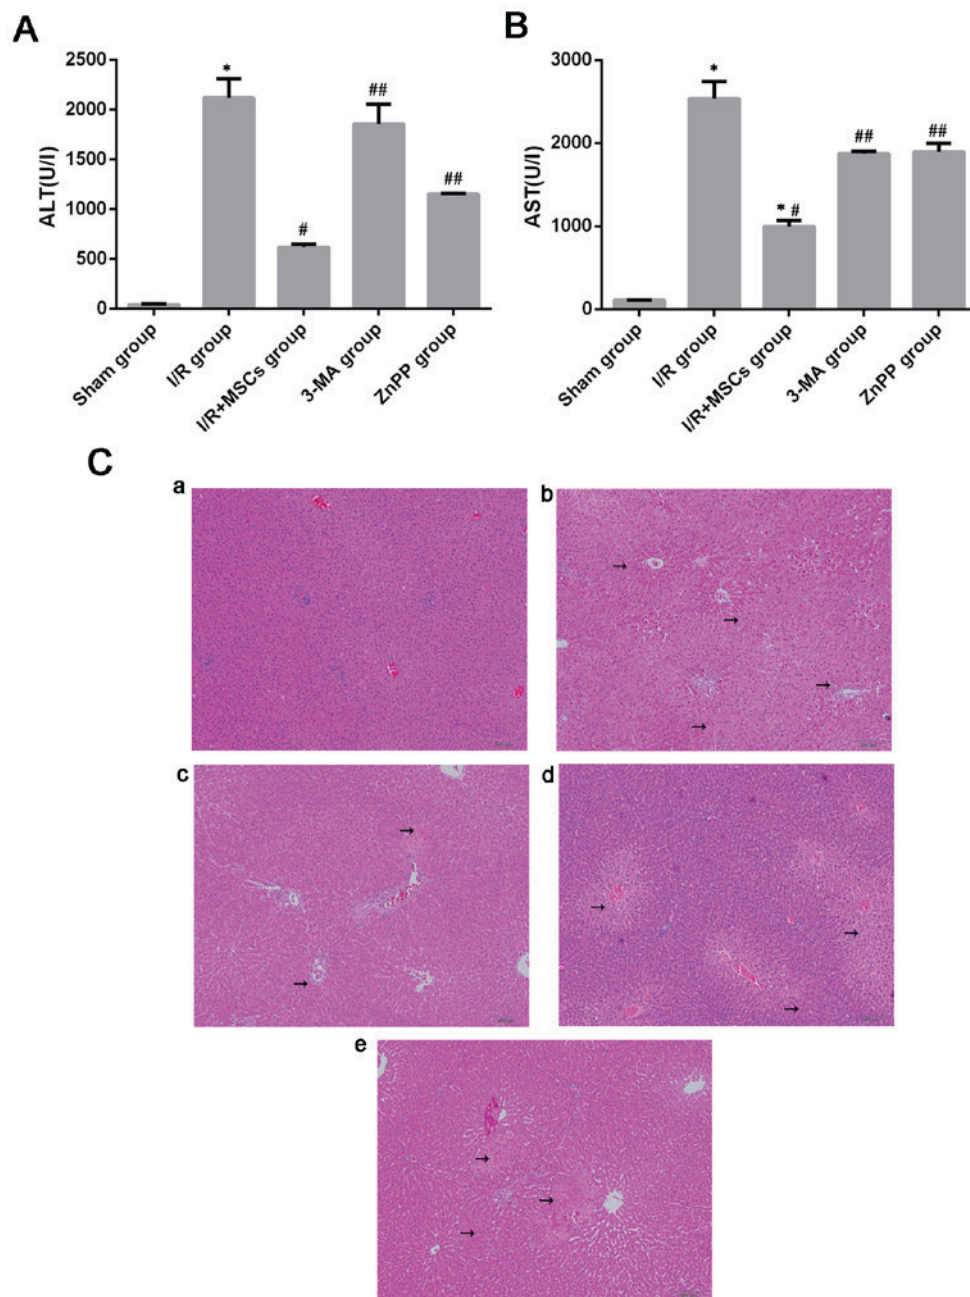 A
ALT(U/I)
2500
2000
1500
1000
500
0
*
#
##
##
Sham group
I/R group
I/R+MSCs group
3-MA group
ZnPP group
B
AST(U/I)
3000
2000
1000
0
*
* #
##
##
Sham group
I/R group
I/R+MSCs group
3-MA group
ZnPP group
C
a
b
c
d
e